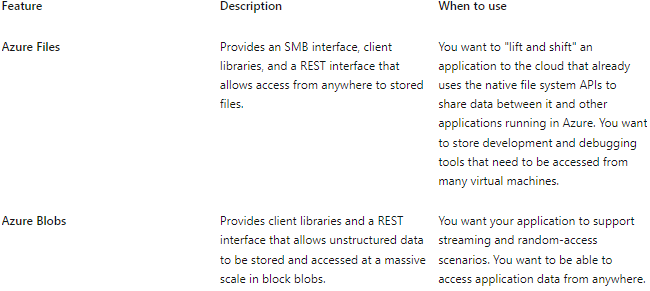 Feature
Description
When to use
Azure Files
Provides an SMB interface, client
libraries, and a REST interface that
allows access from anywhere to stored
files.
You want to "lift and shift" an
application to the cloud that already
uses the native file system APIs to
share data between it and other
applications running in Azure. You want
to store development and debugging
tools that need to be accessed from
many virtual machines.
Azure Blobs
Provides client libraries and a REST
interface that allows unstructured data
to be stored and accessed at a massive
scale in block blobs.
You want your application to support
streaming and random-access
scenarios. You want to be able to
access application data from anywhere.